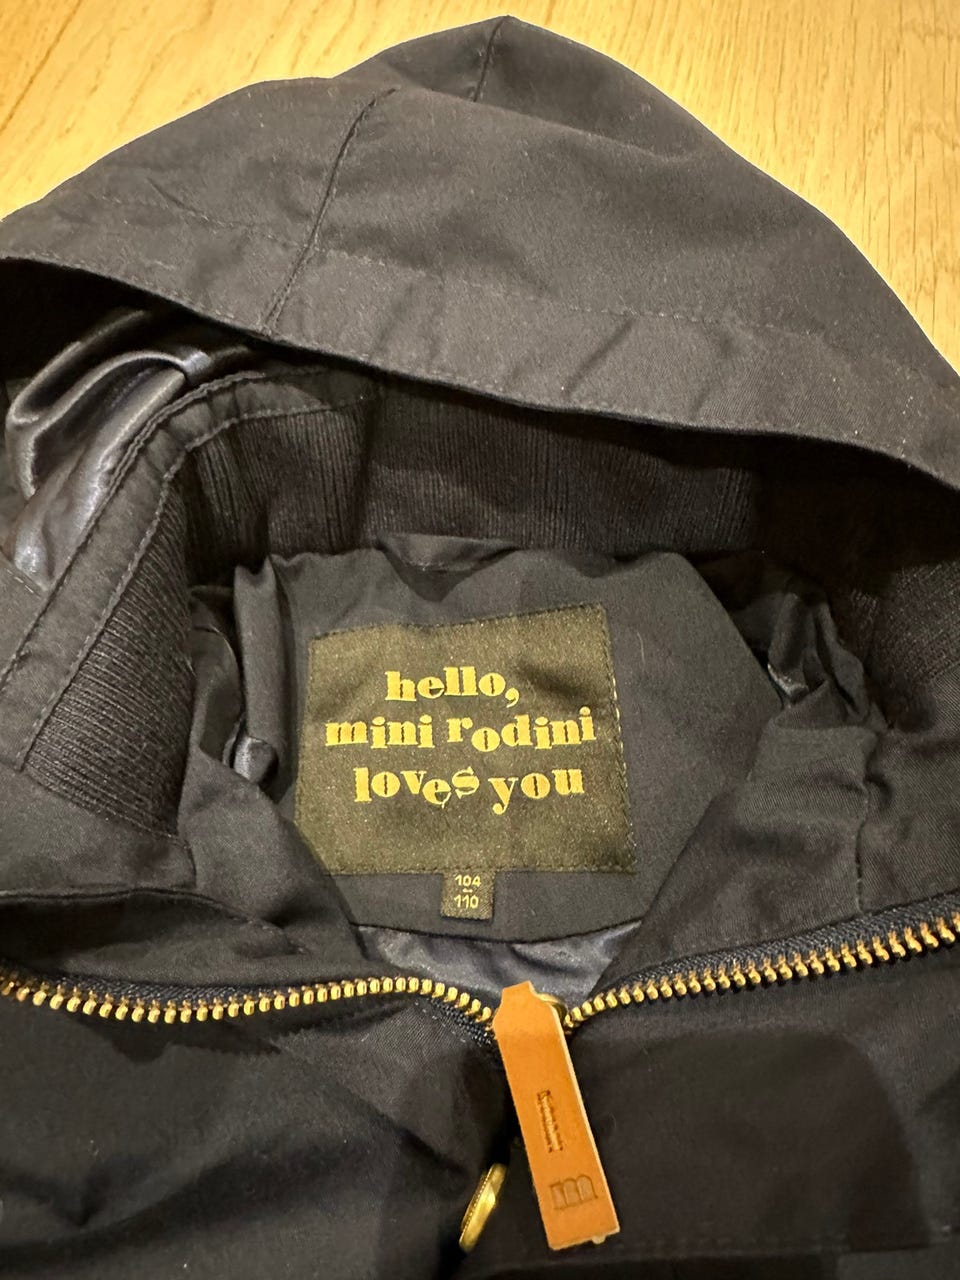 hello,
mini rodini
loves you
104
-
110
m